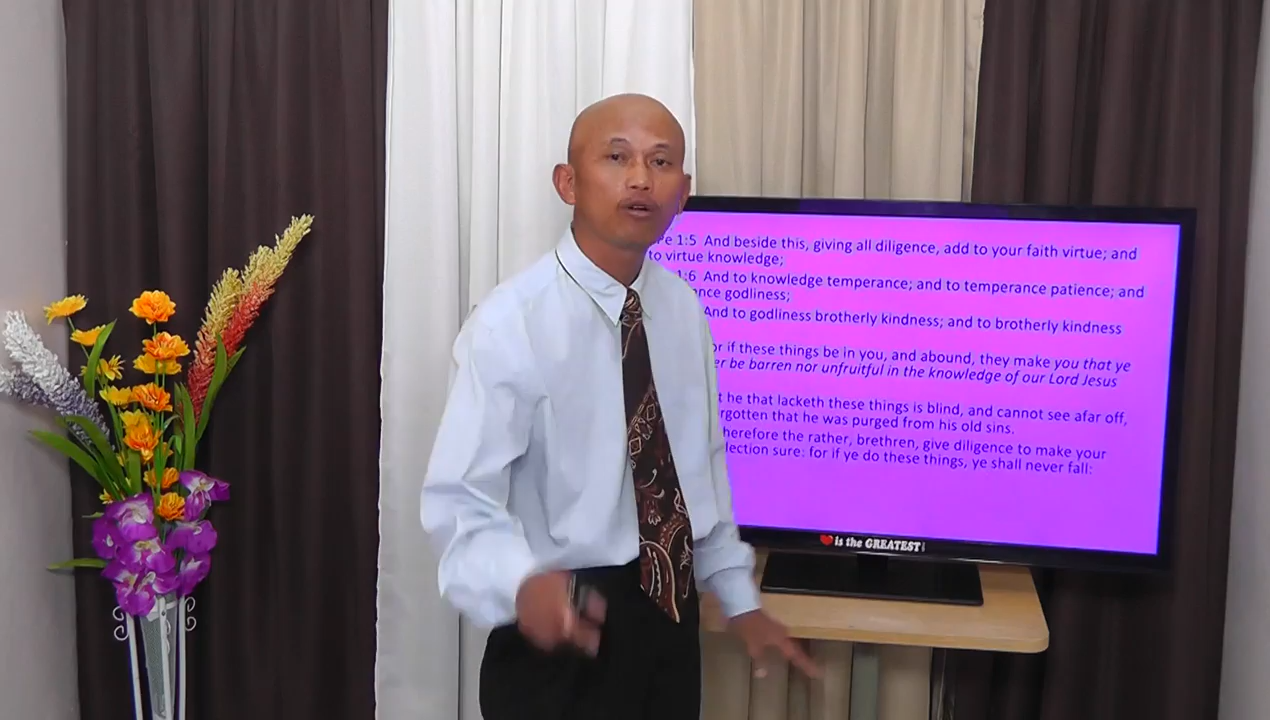 Pe 1:5 And beside this, giving all diligence, add to your faith virtue; and
to virtue knowledge;
1:6 And to knowledge temperance; and to temperance patience; and
nce godliness;
And to godliness brotherly kindness; and to brotherly kindness
or if these things be in you, and abound, they make you that ye
er be barren nor unfruitful in the knowledge of our Lord Jesus
t he that lacketh these things is blind, and cannot see afar off,
rgotten that he was purged from his old sins.
herefore the rather, brethren, give diligence to make your
lection sure: for if ye do these things, ye shall never fall:
is the GREATEST!